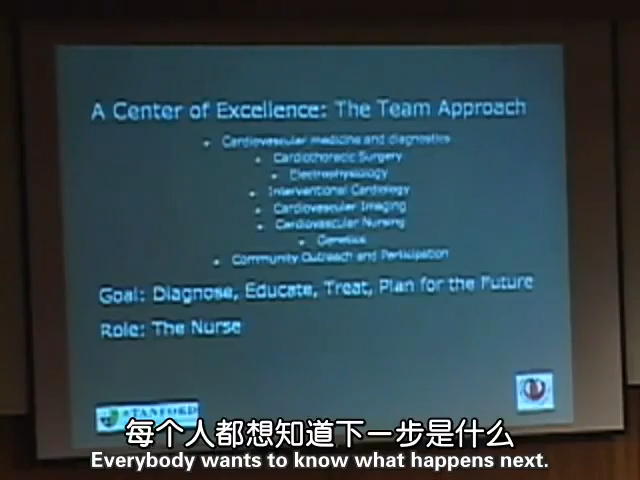 A Center of Excellence: The Team Approach
• Cardiovascular medicine and diagnostics
• Cardiothoracic Surgery
• Electrophysiology
• Interventional Cardiology
• Cardiovascular Imaging
• Cardiovascular Nursing
• Genetics
• Community Outreach and Participation
Goal: Diagnose, Educate, Treat, Plan for the Future
Role: The Nurse
STANFORD
每个人都想知道下一步是什么
Everybody wants to know what happens next.